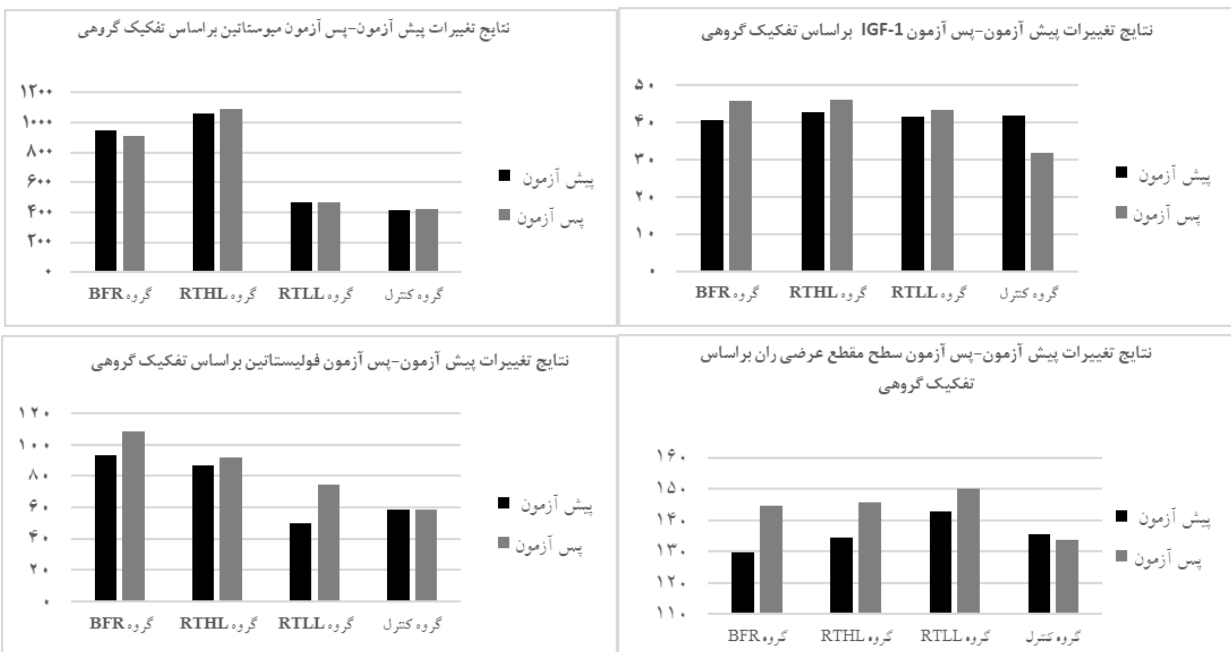 نتایج تغییرات پیش آزمون-پس آزمون میوستاتین براساس تفکیک گروهی
۱۲۰۰
۱۰۰۰
۸۰۰
۶۰۰
۴۰۰
۲۰۰
۰
گروه BFR
گروه RTHL
گروه RTLL
گروه کنترل
پیش آزمون
پس آزمون
نتایج تغییرات پیش آزمون-پس آزمون IGF-1 براساس تفکیک گروهی
۵۰
۴۰
۳۰
۲۰
۱۰
۰
گروه BFR
گروه RTHL
گروه RTLL
گروه کنترل
پیش آزمون
پس آزمون
نتایج تغییرات پیش آزمون-پس آزمون فولیستاتین براساس تفکیک گروهی
۱۲۰
۱۰۰
۸۰
۶۰
۴۰
۲۰
۰
گروه BFR
گروه RTHL
گروه RTLL
گروه کنترل
پیش آزمون
پس آزمون
نتایج تغییرات پیش آزمون-پس آزمون سطح مقطع عرضی ران براساس
تفکیک گروهی
۱۶۰
۱۵۰
۱۴۰
۱۳۰
۱۲۰
۱۱۰
گروه BFR
گروه RTHL
گروه RTLL
گروه کنترل
پیش آزمون
پس آزمون